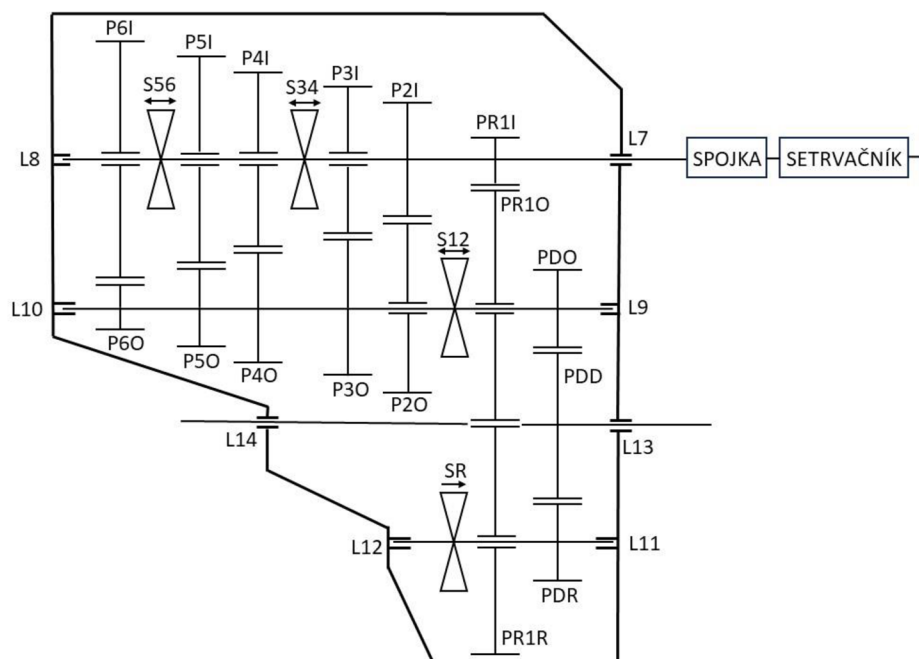 P6I
P5I
P4I
P3I
P2I
S56
S34
PR1I
L7
L8
SPOJKA
SETRVAČNÍK
PR1O
S12
PDO
L10
L9
P6O
P5O
P4O
P3O
P2O
PDD
L14
L13
SR
L12
L11
PDR
PR1R